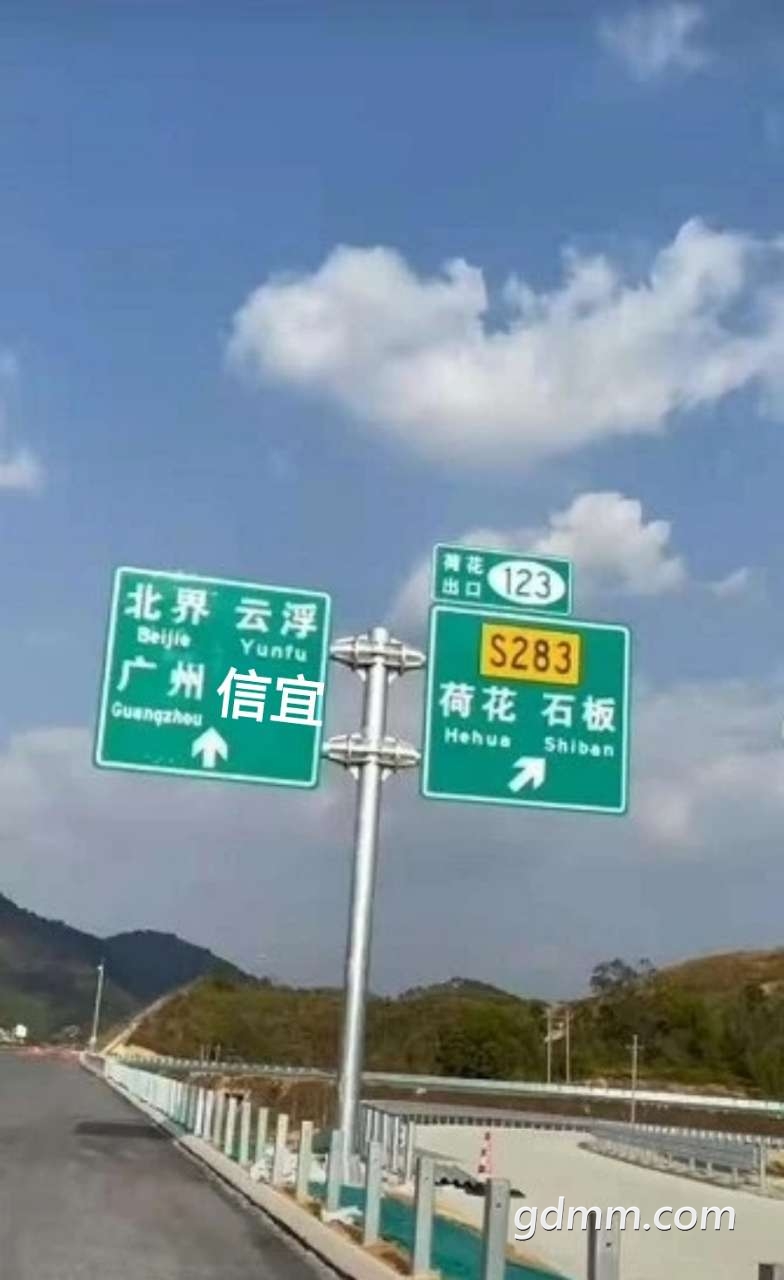 北界 云浮
Beijie Yunfu
广州 信宜
Guangzhou
荷花
出口 123
S283
荷花 石板
Hehua Shiban
gdmm.com